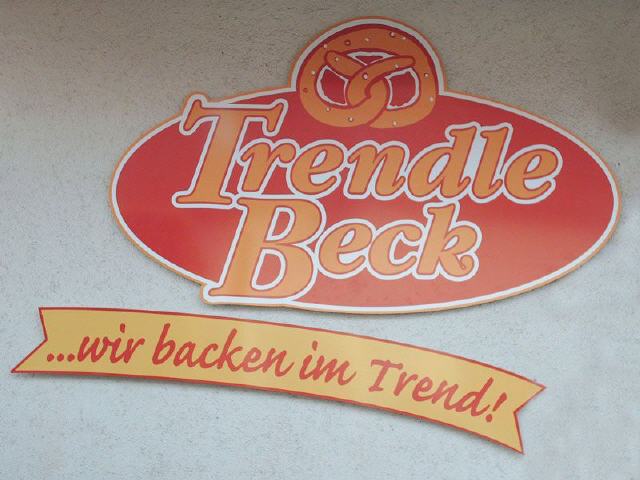 Trendle
Beck
...wir backen im Trend!